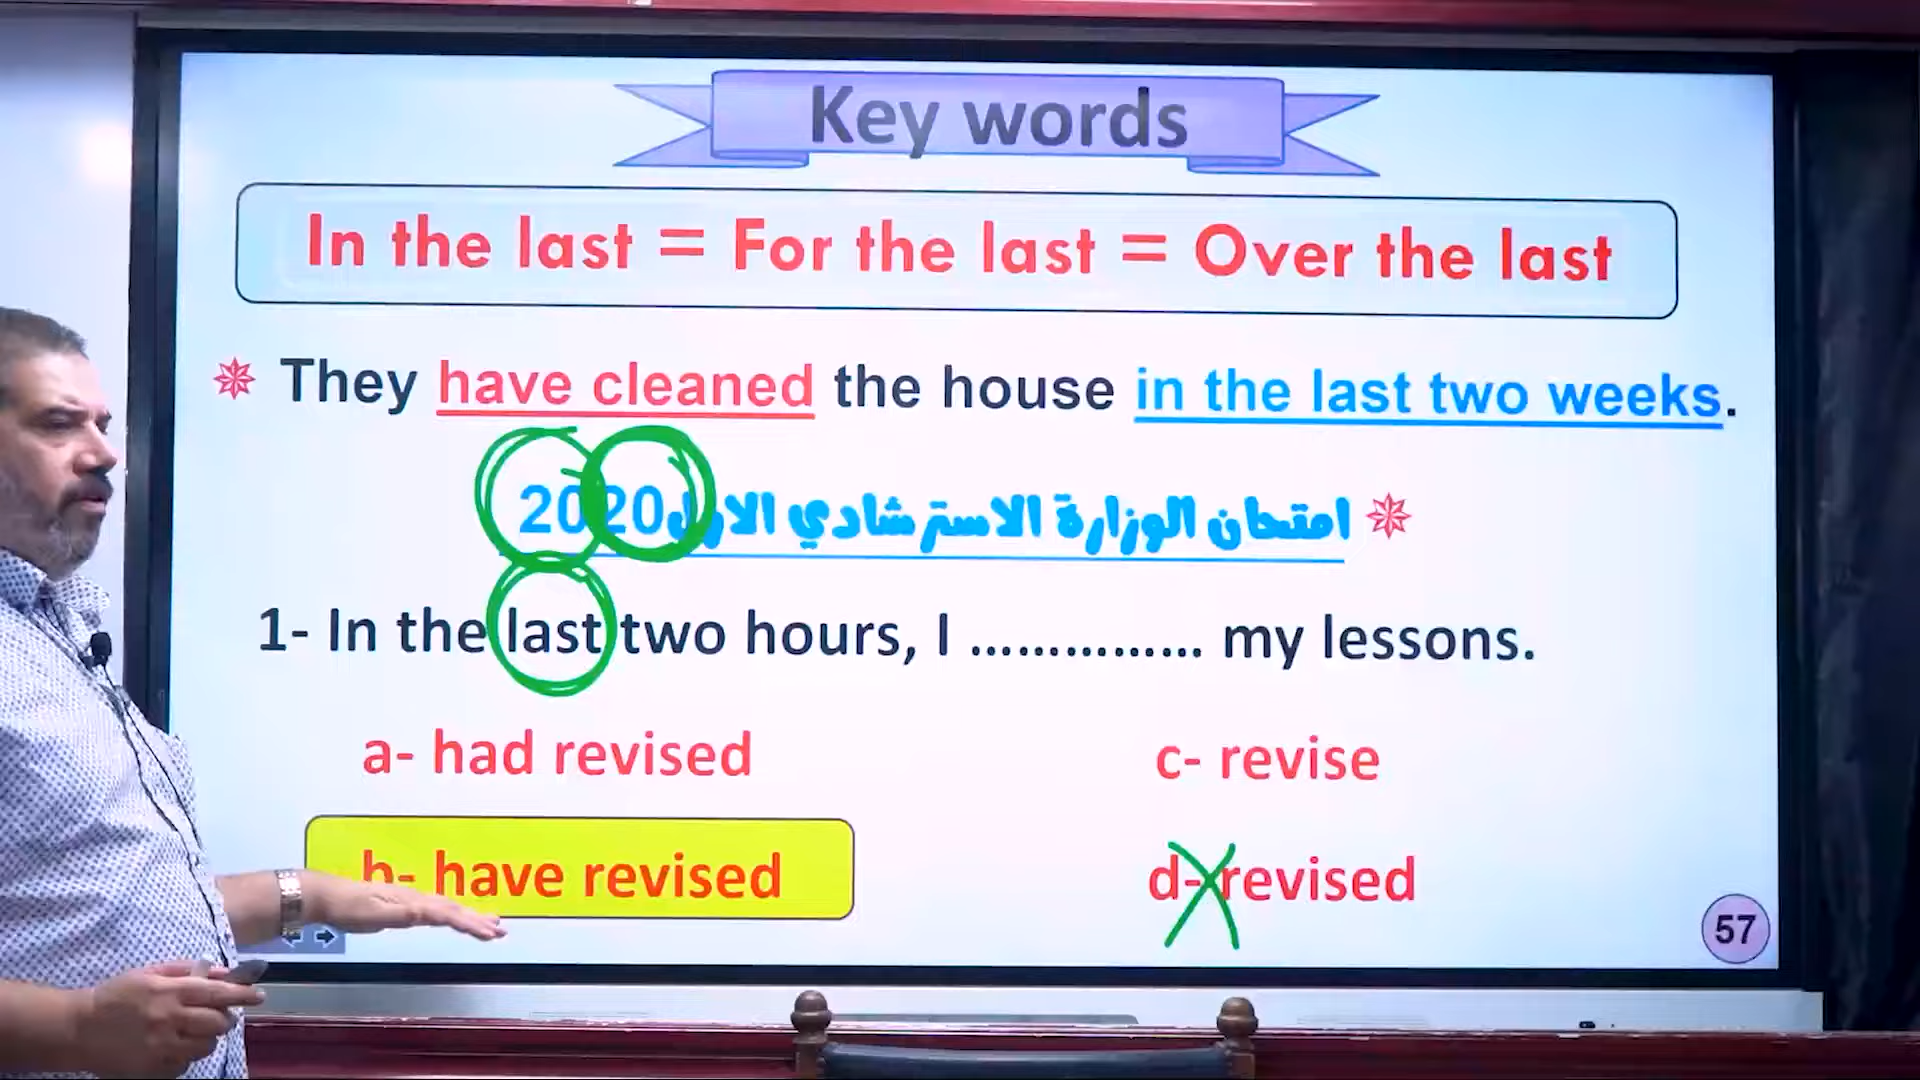 Key words
In the last = For the last = Over the last
They have cleaned the house in the last two weeks.
امتحان الوزارة الاسترشادي الاول 2020
1- In the last two hours, I ............... my lessons.
a- had revised
c- revise
b- have revised
d- revised
57